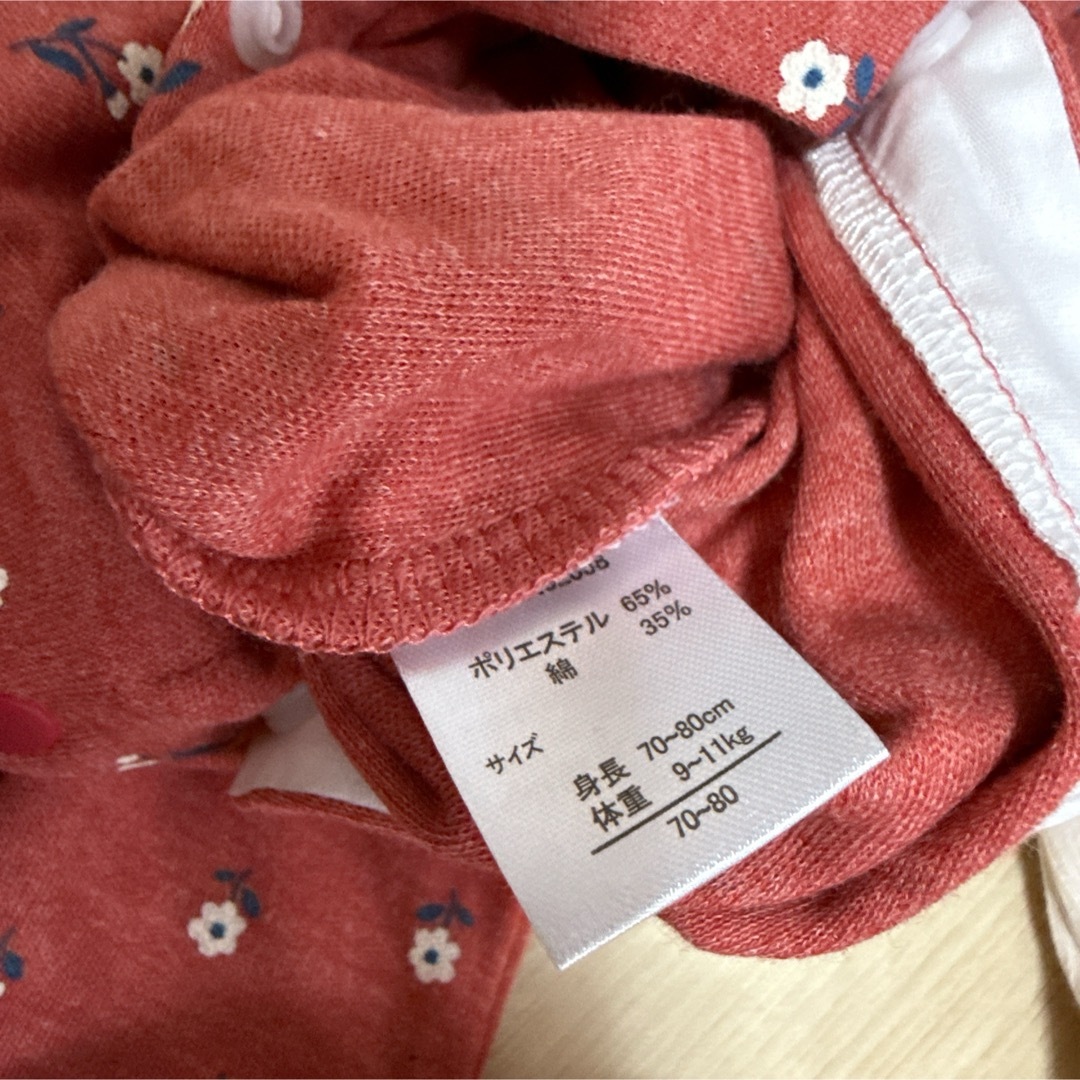 ポリエステル 65%
綿 35%
サイズ
身長 70~80cm
体重 9~11kg
70~80